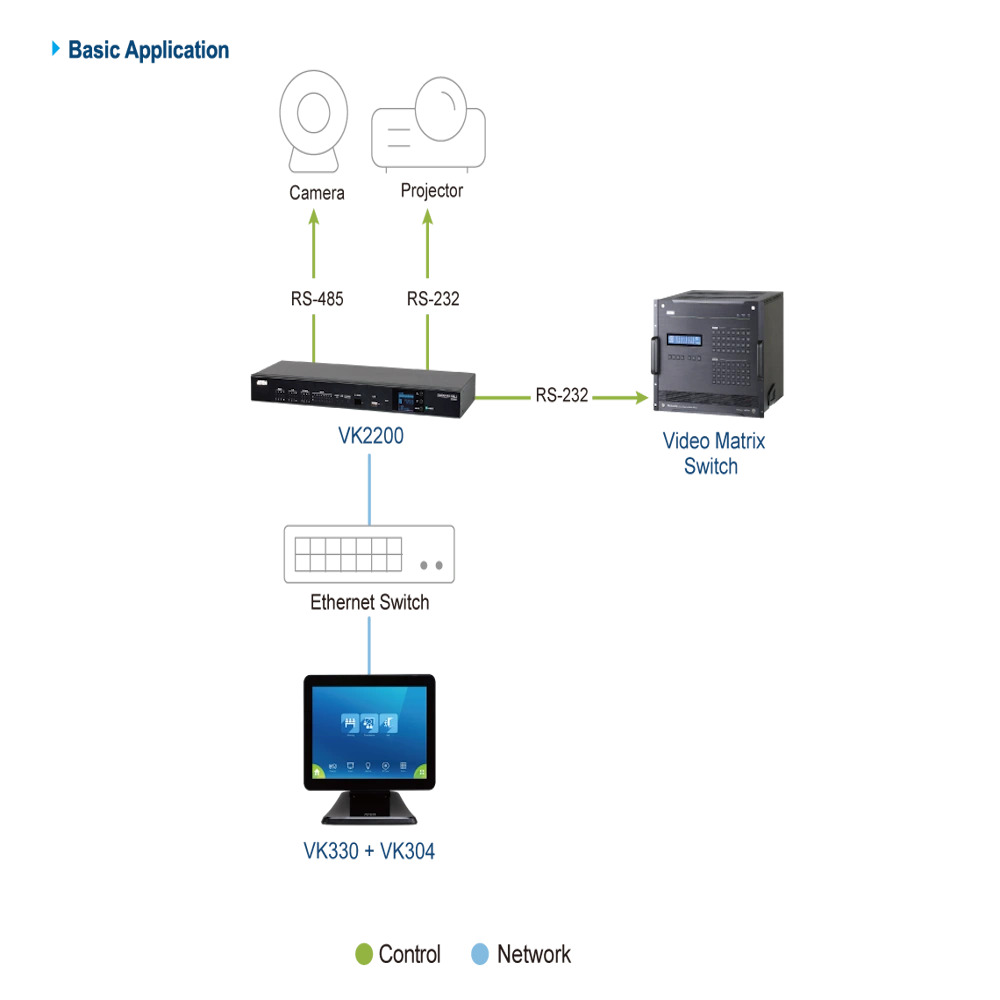 Basic Application
Camera
Projector
RS-485
RS-232
RS-232
VK2200
Video Matrix
Switch
Ethernet Switch
VK330 + VK304
Control
Network